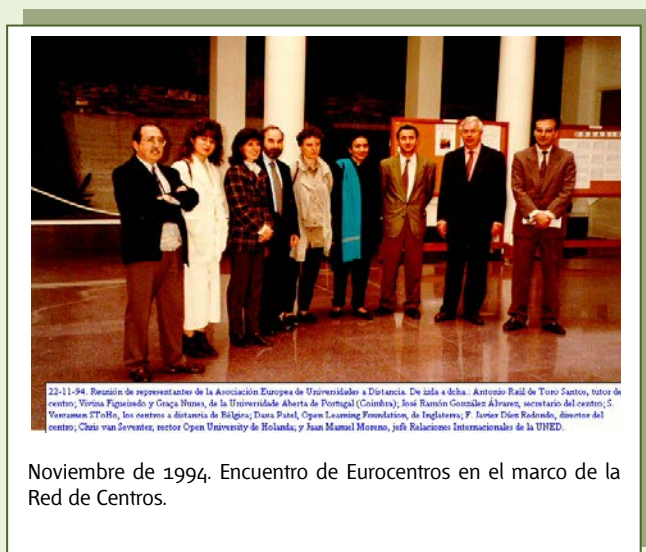 22-11-94. Reunión de representantes de la Asociación Europea de Universidades a Distancia. De izda a dcha.: Antonio Raúl de Toro Santos, tutor de
centro; Vivina Figueiredo y Graça Nunes, de la Universidade Aberta de Portugal (Coimbra); José Ramón González Álvarez, secretario del centro; S.
Vercamen SToHo, los centros a distancia de Bélgica; Dana Patel, Open Learning Foundation, de Inglaterra; F. Javier Díez Redondo, director del
centro; Chris van Seventer, rector Open University de Holanda; y Juan Manuel Moreno, jefe Relaciones Internacionales de la UNED.
Noviembre de 1994. Encuentro de Eurocentros en el marco de la
Red de Centros.